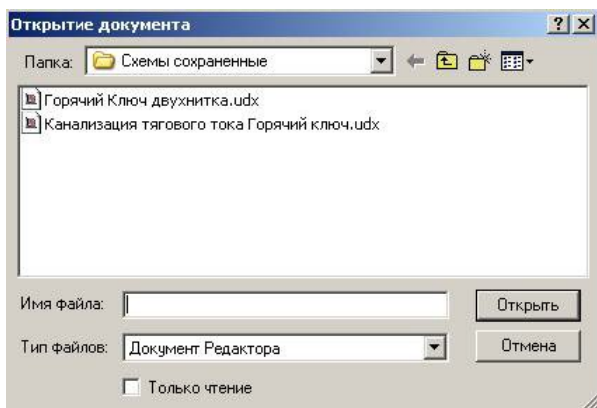 Открытие документа
Папка: Схемы сохраненные
Горячий Ключ двухнитка.udx
Канализация тягового тока Горячий ключ.udx
Имя файла: Открыть
Тип файлов: Документ Редактора Отмена
Только чтение